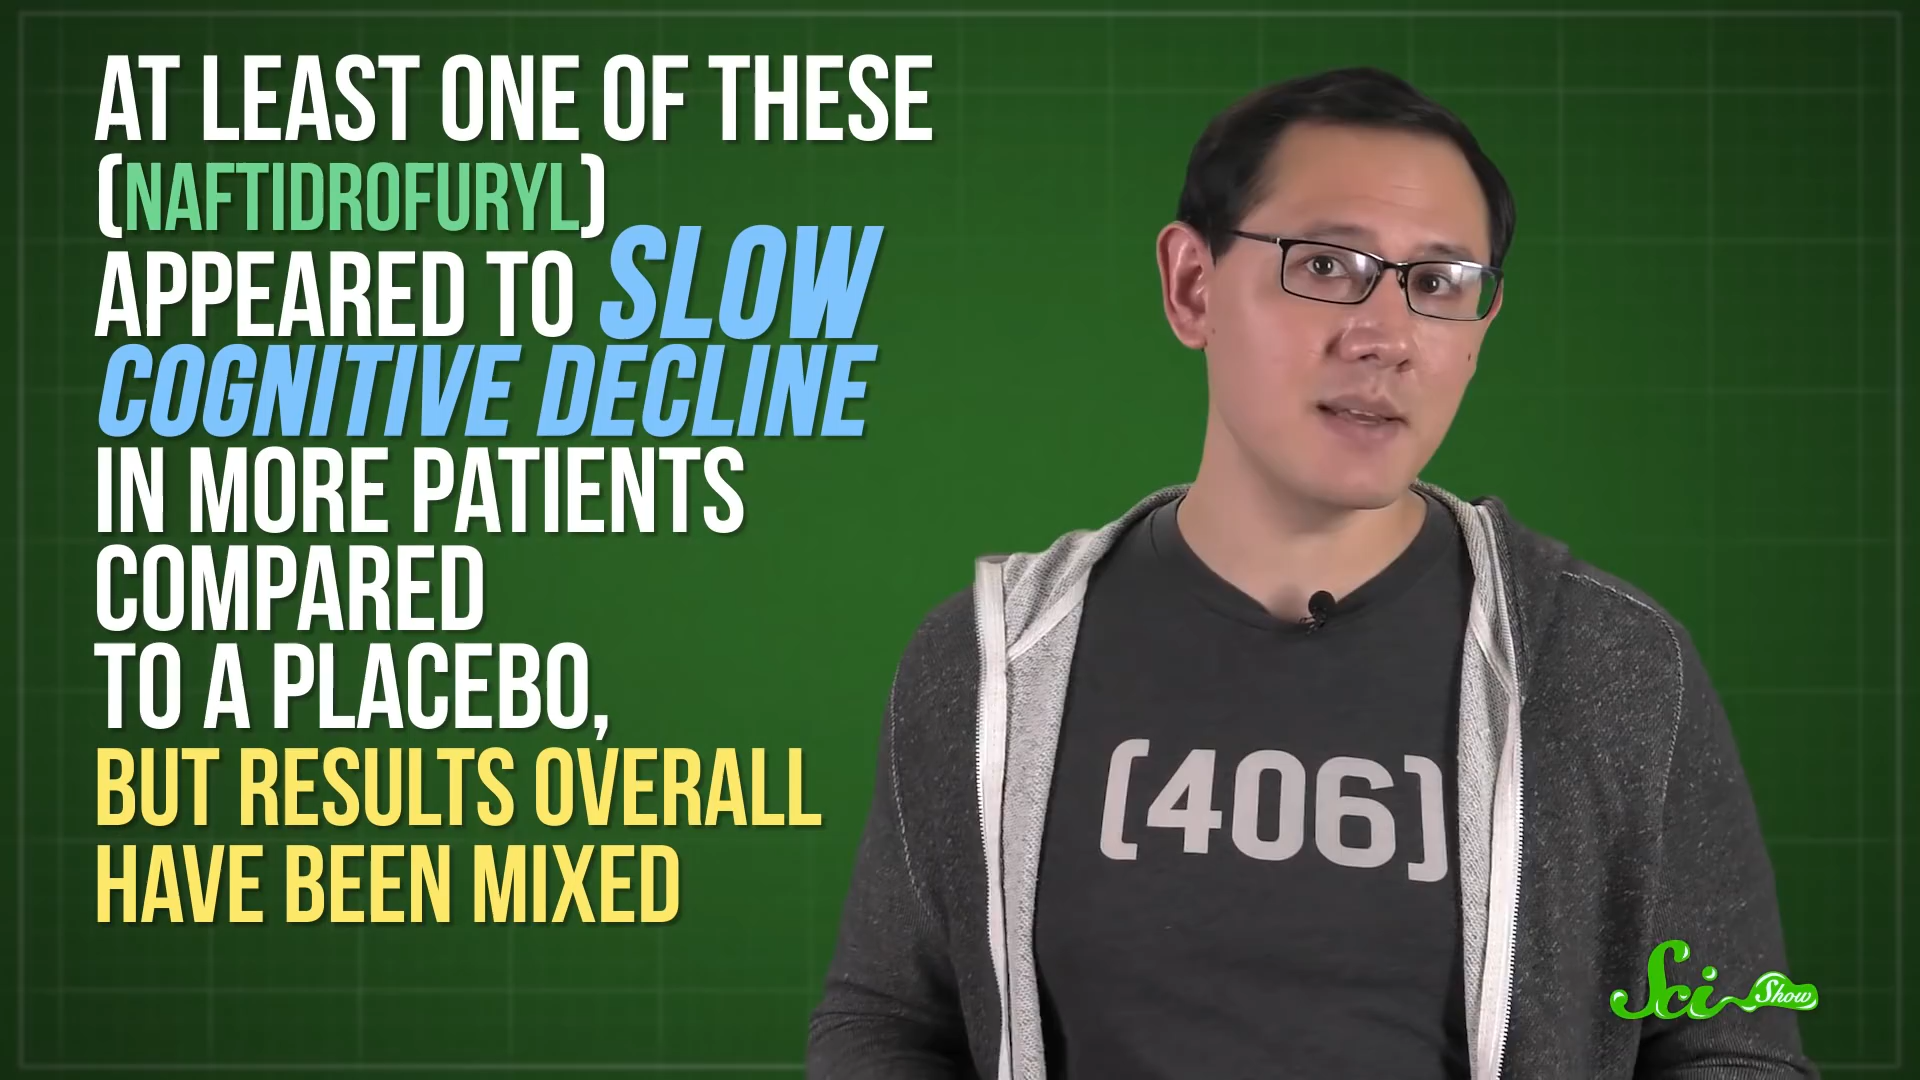 AT LEAST ONE OF THESE
(NAFTIDROFURYL)
APPEARED TO SLOW
COGNITIVE DECLINE
IN MORE PATIENTS
COMPARED
TO A PLACEBO,
BUT RESULTS OVERALL
HAVE BEEN MIXED
(406)
Sci Show